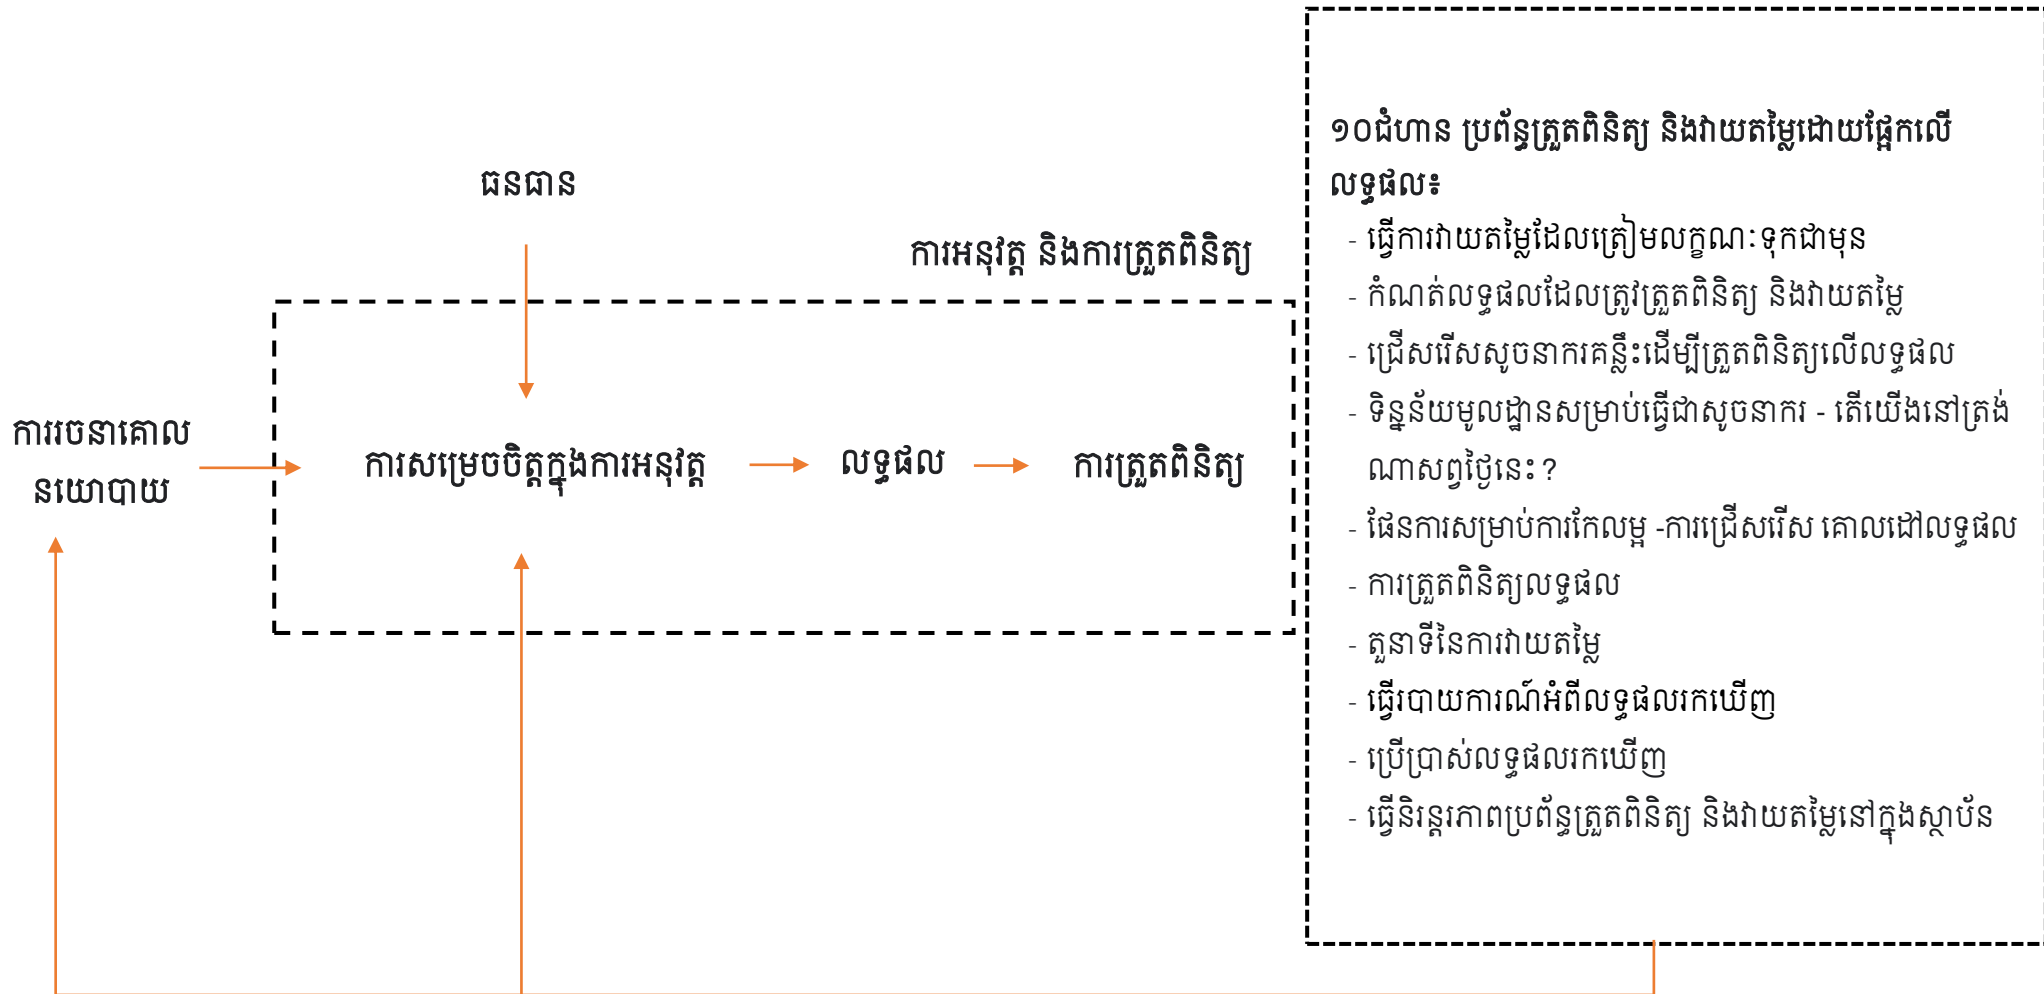 ធនធាន
ការអនុវត្ត និងការត្រួតពិនិត្យ
ការរចនាគោល
នយោបាយ
ការសម្រេចចិត្តក្នុងការអនុវត្ត
លទ្ធផល
ការត្រួតពិនិត្យ
១០ជំហាន ប្រព័ន្ធត្រួតពិនិត្យ និងវាយតម្លៃដោយផ្អែកលើ
លទ្ធផល៖
- ធ្វើការវាយតម្លៃដែលត្រៀមលក្ខណៈទុកជាមុន
- កំណត់លទ្ធផលដែលត្រូវត្រួតពិនិត្យ និងវាយតម្លៃ
- ជ្រើសរើសសូចនាករគន្លឹះដើម្បីត្រួតពិនិត្យលើលទ្ធផល
- ទិន្នន័យមូលដ្ឋានសម្រាប់ធ្វើជាសូចនាករ - តើយើងនៅត្រង់
ណាសព្វថ្ងៃនេះ?
- ផែនការសម្រាប់ការកែលម្អ -ការជ្រើសរើស គោលដៅលទ្ធផល
- ការត្រួតពិនិត្យលទ្ធផល
- តួនាទីនៃការវាយតម្លៃ
- ធ្វើរបាយការណ៍អំពីលទ្ធផលរកឃើញ
- ប្រើប្រាស់លទ្ធផលរកឃើញ
- ធ្វើនិរន្តរភាពប្រព័ន្ធត្រួតពិនិត្យ និងវាយតម្លៃនៅក្នុងស្ថាប័ន